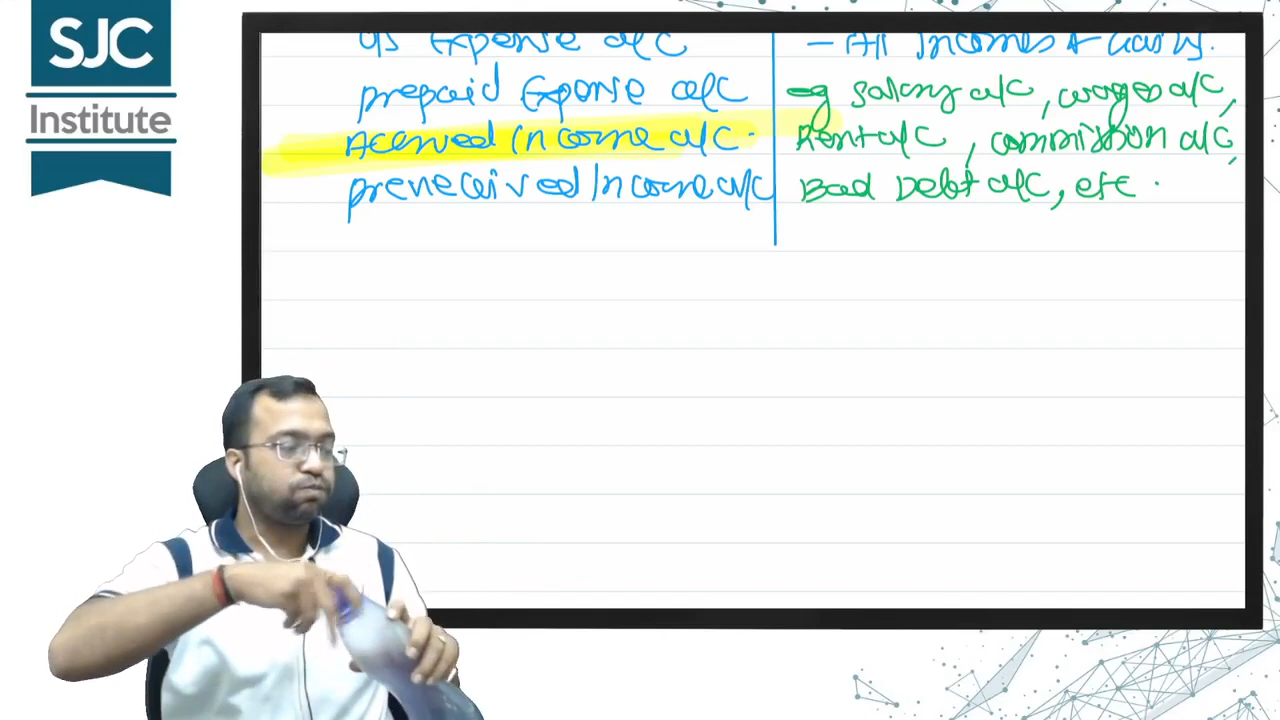 SJC
Institute
o/s Expense a/c
prepaid Expense a/c
Accrued Income a/c.
prereceived Income a/c
- All incomes & Gains.
eg Salary a/c, wages a/c,
Rent a/c, commission a/c,
Bad Debt a/c, etc.